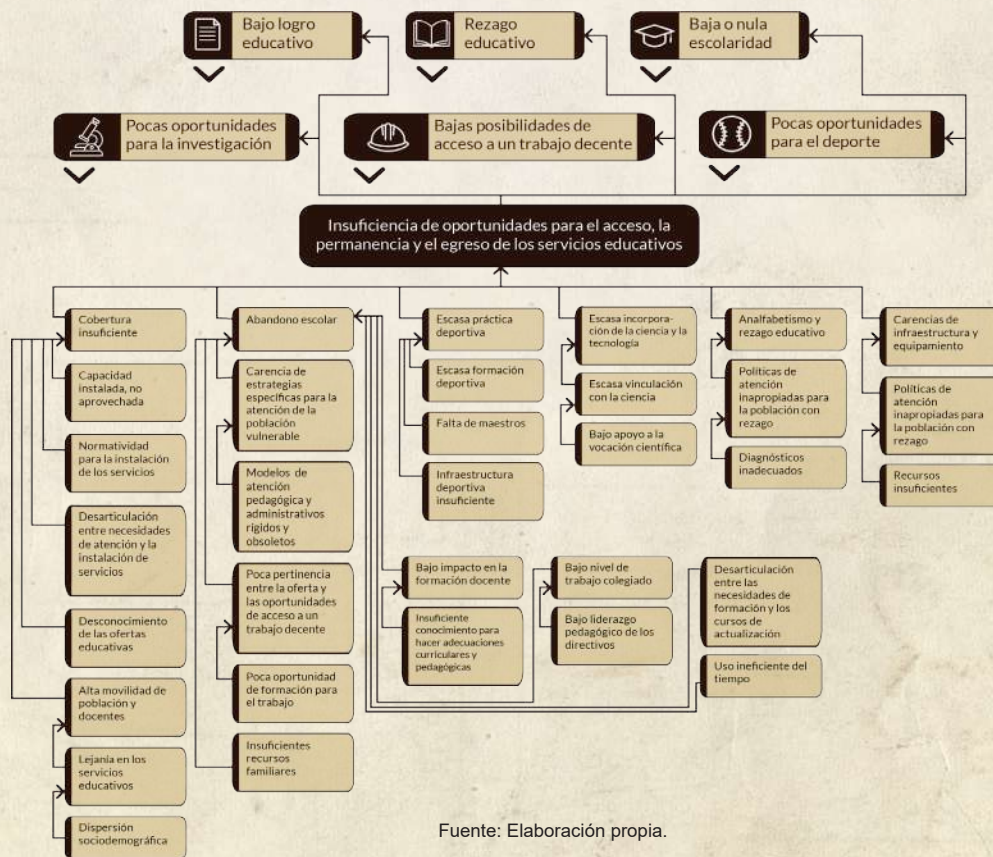 Bajo logro
educativo
Rezago
educativo
Baja o nula
escolaridad
Pocas oportunidades
para la investigación
Bajas posibilidades de
acceso a un trabajo decente
Pocas oportunidades
para el deporte
Insuficiencia de oportunidades para el acceso, la
permanencia y el egreso de los servicios educativos
Cobertura
insuficiente
Capacidad
instalada, no
aprovechada
Normatividad
para la instalación
de los servicios
Desarticulación
entre necesidades
de atención y la
instalación de
servicios
Desconocimiento
de las ofertas
educativas
Alta movilidad de
población y
docentes
Lejanía en los
servicios
educativos
Dispersión
sociodemográfica
Abandono escolar
Carencia de
estrategias
específicas para la
atención de la
población
vulnerable
Modelos de
atención
pedagógica y
administrativos
rígidos y
obsoletos
Poca pertinencia
entre la oferta y
las oportunidades
de acceso a un
trabajo decente
Poca oportunidad
de formación para
el trabajo
Insuficientes
recursos
familiares
Escasa práctica
deportiva
Escasa formación
deportiva
Falta de maestros
Infraestructura
deportiva
insuficiente
Escasa incorpora-
ción de la ciencia y la
tecnología
Escasa vinculación
con la ciencia
Bajo apoyo a la
vocación científica
Analfabetismo y
rezago educativo
Políticas de
atención
inapropiadas para
la población con
rezago
Diagnósticos
inadecuados
Carencias de
infraestructura y
equipamiento
Políticas de
atención
inapropiadas para
la población con
rezago
Recursos
insuficientes
Bajo impacto en la
formación docente
Insuficiente
conocimiento para
hacer adecuaciones
curriculares y
pedagógicas
Bajo nivel de
trabajo colegiado
Bajo liderazgo
pedagógico de los
directivos
Desarticulación
entre las
necesidades de
formación y los
cursos de
actualización
Uso ineficiente del
tiempo
Fuente: Elaboración propia.